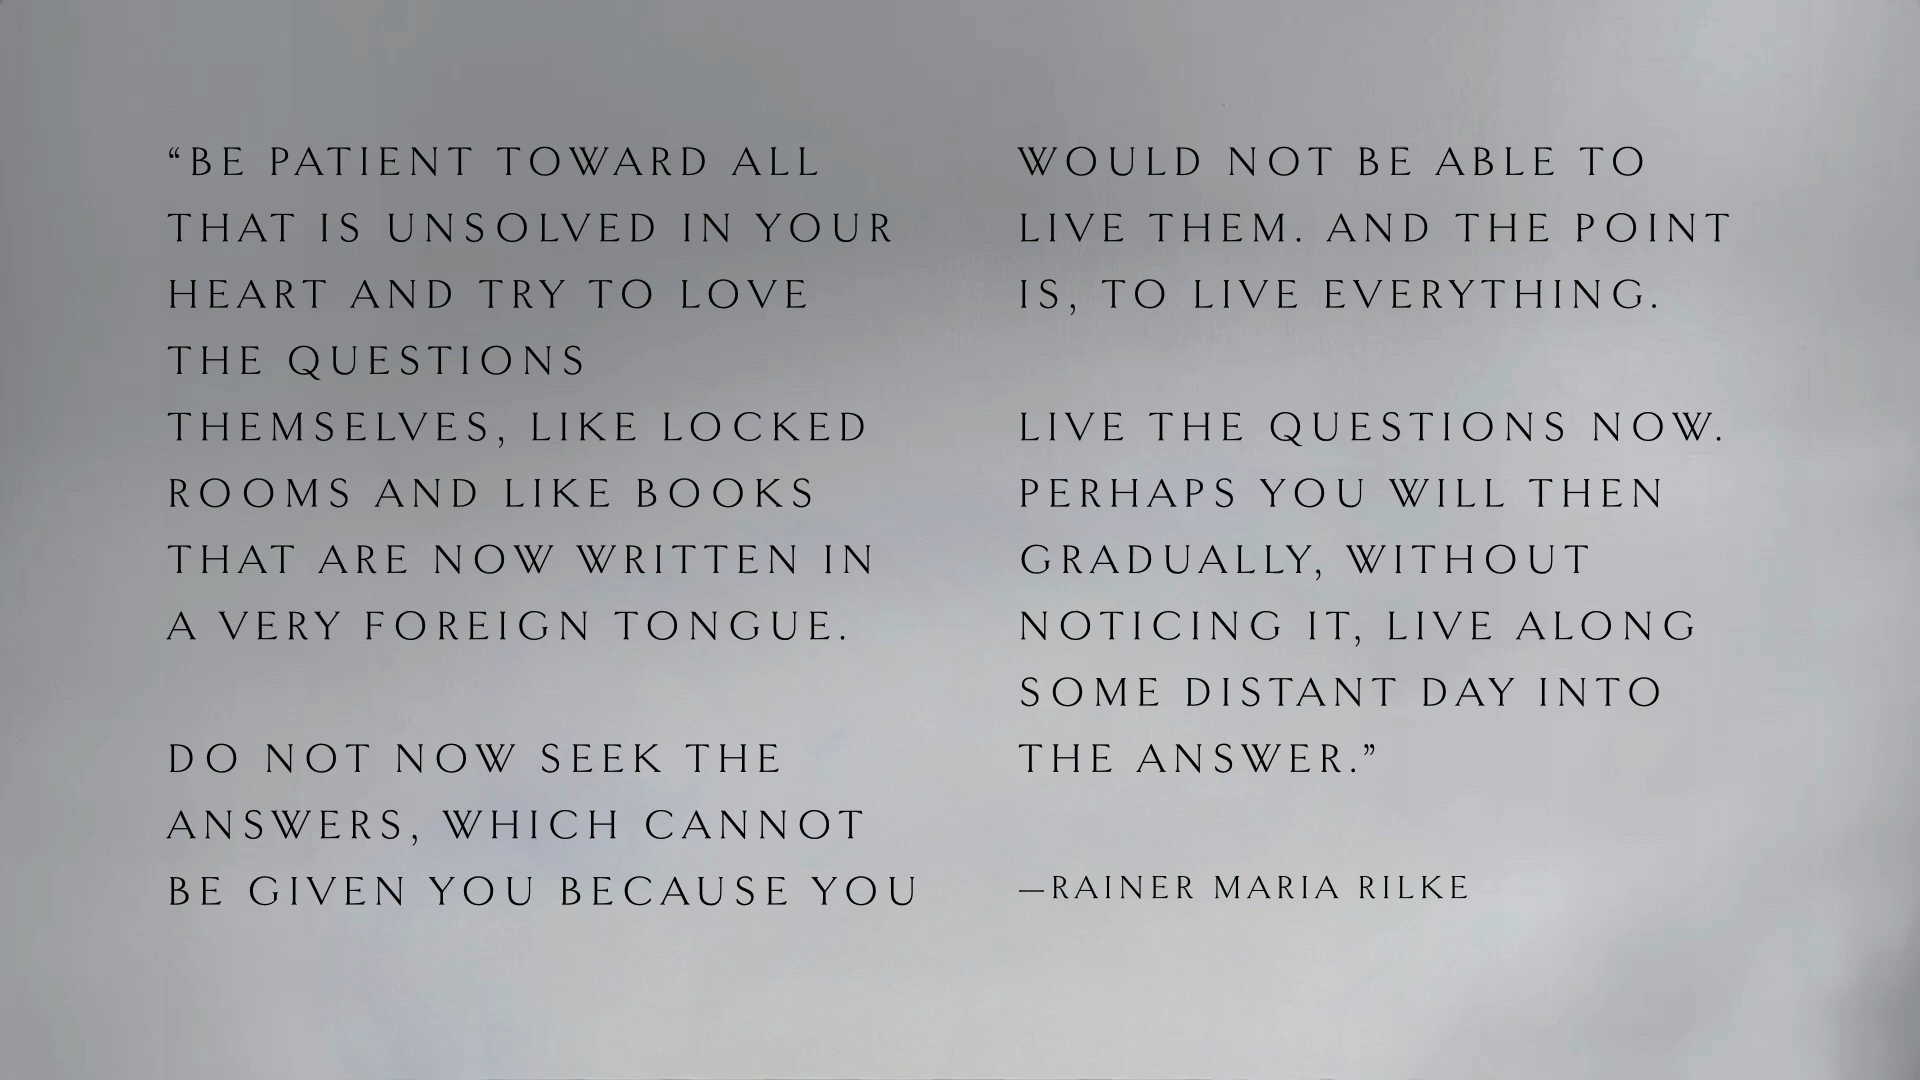 “BE PATIENT TOWARD ALL
THAT IS UNSOLVED IN YOUR
HEART AND TRY TO LOVE
THE QUESTIONS
THEMSELVES, LIKE LOCKED
ROOMS AND LIKE BOOKS
THAT ARE NOW WRITTEN IN
A VERY FOREIGN TONGUE.
DO NOT NOW SEEK THE
ANSWERS, WHICH CANNOT
BE GIVEN YOU BECAUSE YOU
WOULD NOT BE ABLE TO
LIVE THEM. AND THE POINT
IS, TO LIVE EVERYTHING.
LIVE THE QUESTIONS NOW.
PERHAPS YOU WILL THEN
GRADUALLY, WITHOUT
NOTICING IT, LIVE ALONG
SOME DISTANT DAY INTO
THE ANSWER.”
—RAINER MARIA RILKE